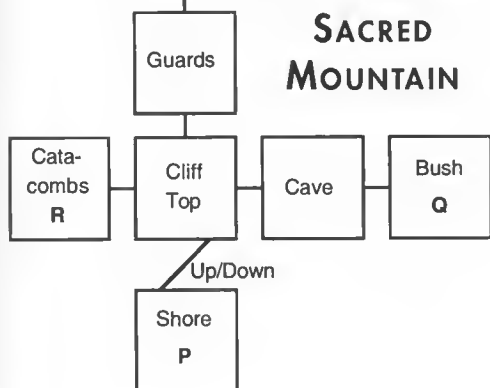 SACRED
MOUNTAIN
Guards
Cata-
combs
R
Cliff
Top
Cave
Bush
Q
Up/Down
Shore
P